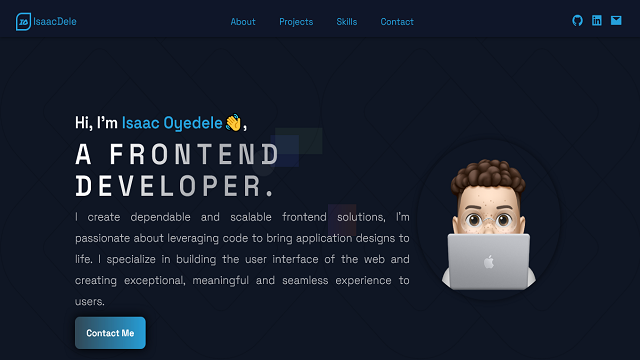 IsaacDele
About Projects Skills Contact
Hi, I'm Isaac Oyedele 👋,
A FRONTEND
DEVELOPER.
I create dependable and scalable frontend solutions, I'm
passionate about leveraging code to bring application designs to
life. I specialize in building the user interface of the web and
creating exceptional, meaningful and seamless experience to
users.
Contact Me